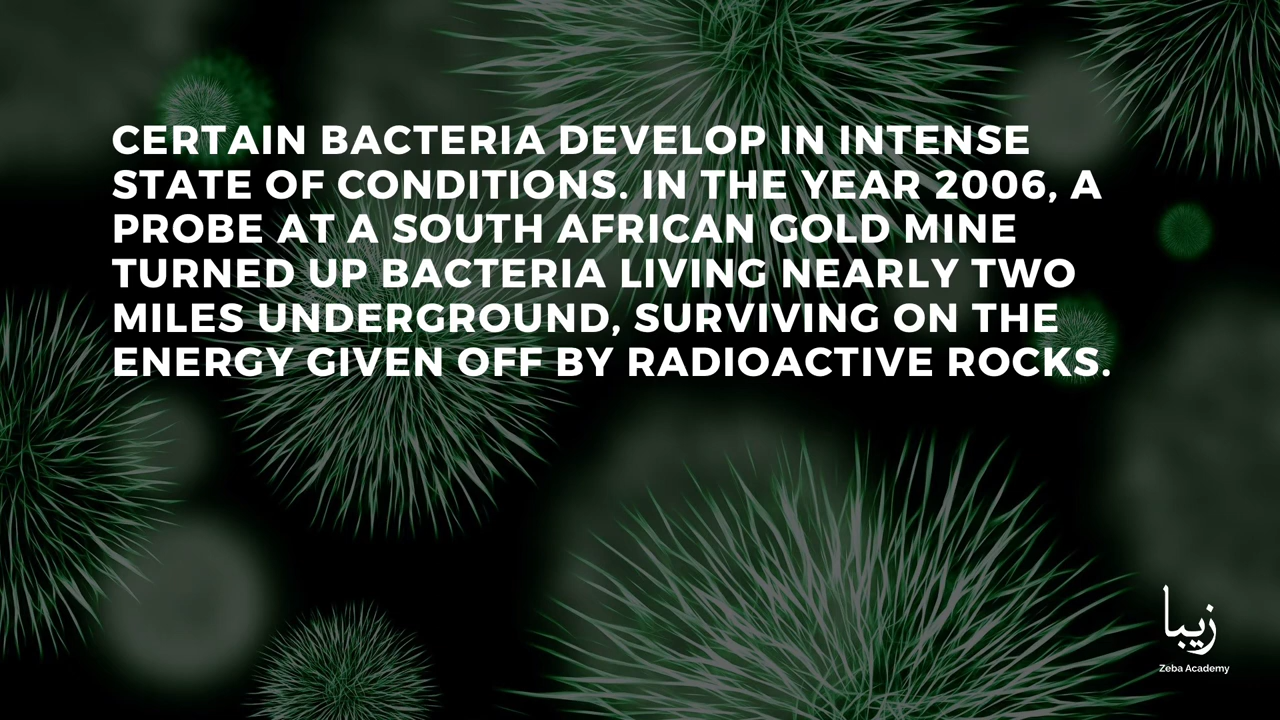 CERTAIN BACTERIA DEVELOP IN INTENSE
STATE OF CONDITIONS. IN THE YEAR 2006, A
PROBE AT A SOUTH AFRICAN GOLD MINE
TURNED UP BACTERIA LIVING NEARLY TWO
MILES UNDERGROUND, SURVIVING ON THE
ENERGY GIVEN OFF BY RADIOACTIVE ROCKS.
زیبا
Zeba Academy